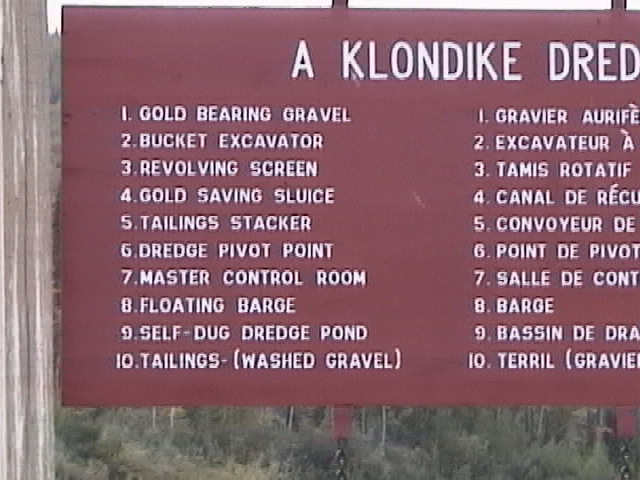 A KLONDIKE DRED
1. GOLD BEARING GRAVEL
2. BUCKET EXCAVATOR
3. REVOLVING SCREEN
4. GOLD SAVING SLUICE
5. TAILINGS STACKER
6. DREDGE PIVOT POINT
7. MASTER CONTROL ROOM
8. FLOATING BARGE
9. SELF-DUG DREDGE POND
10. TAILINGS- (WASHED GRAVEL)
1. GRAVIER AURIFÈ
2. EXCAVATEUR À
3. TAMIS ROTATIF
4. CANAL DE RÉCU
5. CONVOYEUR DE
6. POINT DE PIVOT
7. SALLE DE CONT
8. BARGE
9. BASSIN DE DRA
10. TERRIL (GRAVIE